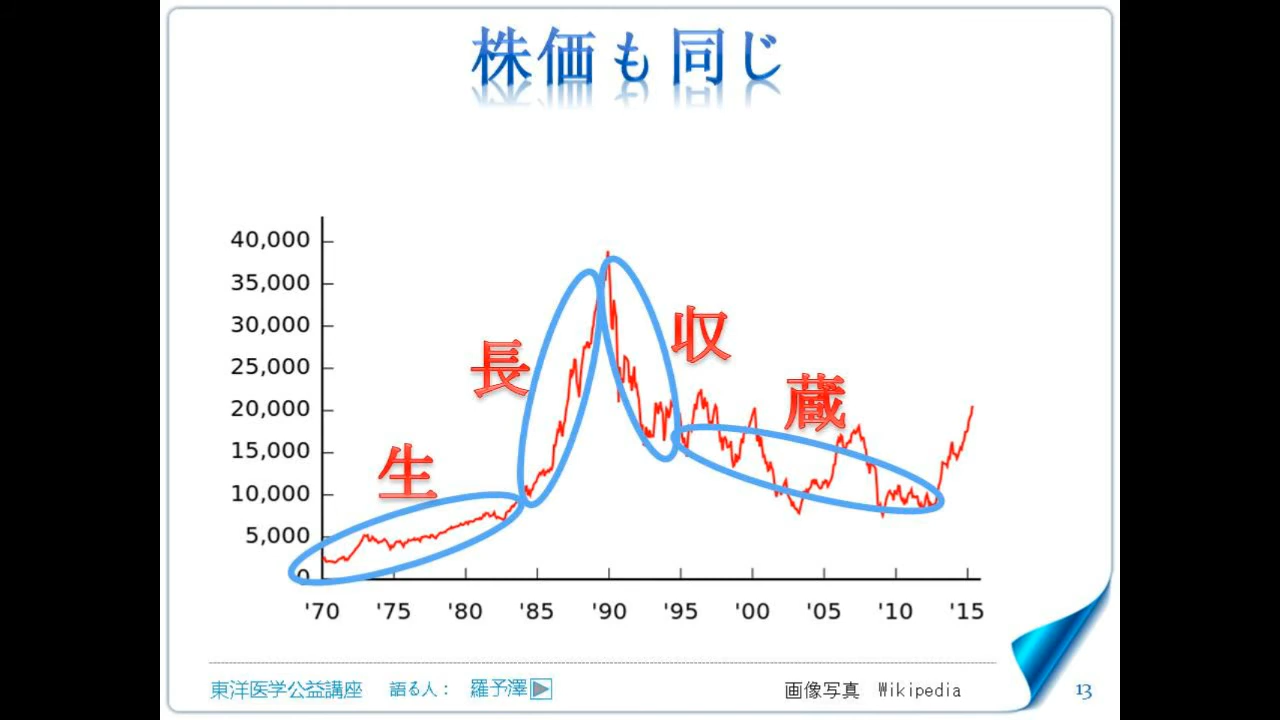 株価も同じ
40,000
35,000
30,000
25,000
20,000
15,000
10,000
5,000
0
生
長
収
蔵
'70 '75 '80 '85 '90 '95 '00 '05 '10 '15
東洋医学公益講座 語る人： 羅予澤 画像写真 Wikipedia 13